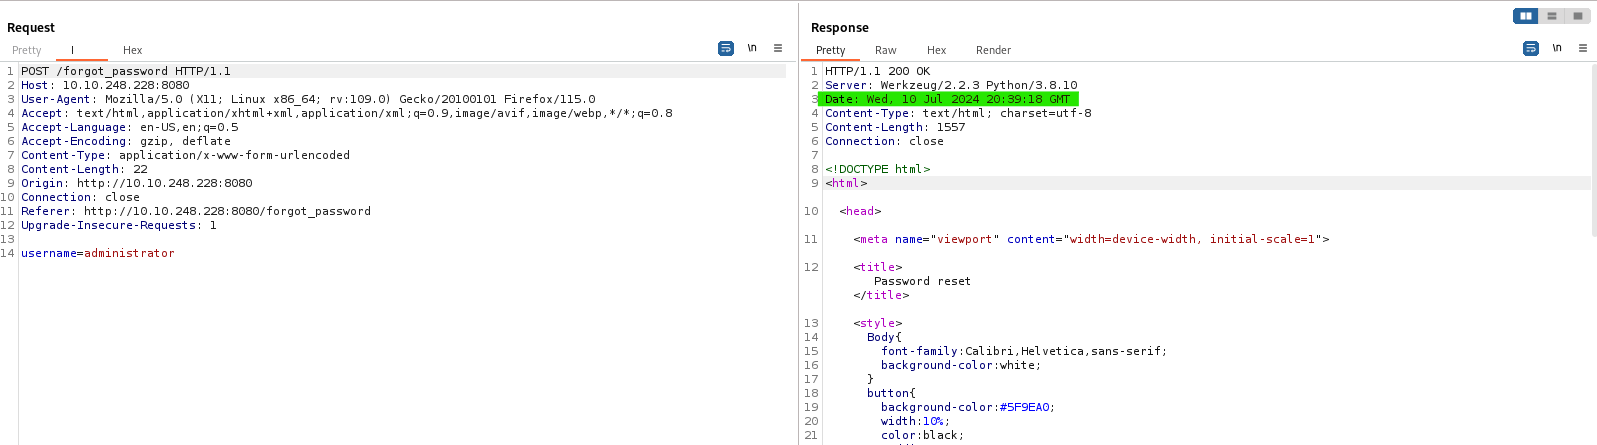 Request
Pretty I Hex \n
1 POST /forgot_password HTTP/1.1
2 Host: 10.10.248.228:8080
3 User-Agent: Mozilla/5.0 (X11; Linux x86_64; rv:109.0) Gecko/20100101 Firefox/115.0
4 Accept: text/html,application/xhtml+xml,application/xml;q=0.9,image/avif,image/webp,*/*;q=0.8
5 Accept-Language: en-US,en;q=0.5
6 Accept-Encoding: gzip, deflate
7 Content-Type: application/x-www-form-urlencoded
8 Content-Length: 22
9 Origin: http://10.10.248.228:8080
10 Connection: close
11 Referer: http://10.10.248.228:8080/forgot_password
12 Upgrade-Insecure-Requests: 1
13
14 username=administrator
Response
Pretty Raw Hex Render \n
1 HTTP/1.1 200 OK
2 Server: Werkzeug/2.2.3 Python/3.8.10
3 Date: Wed, 10 Jul 2024 20:39:18 GMT
4 Content-Type: text/html; charset=utf-8
5 Content-Length: 1557
6 Connection: close
7
8 <!DOCTYPE html>
9 <html>
10 <head>
11 <meta name="viewport" content="width=device-width, initial-scale=1">
12 <title>
Password reset
</title>
13 <style>
14 Body{
15 font-family:Calibri,Helvetica,sans-serif;
16 background-color:white;
17 }
18 button{
19 background-color:#5F9EA0;
20 width:10%;
21 color:black;